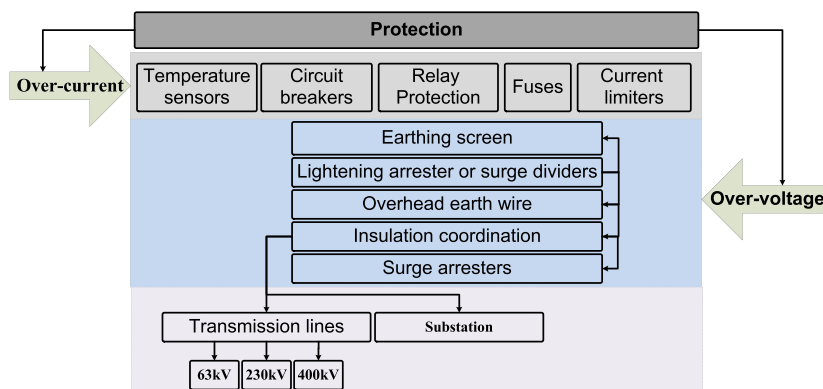 Protection
Over-current
Temperature
sensors
Circuit
breakers
Relay
Protection
Fuses
Current
limiters
Earthing screen
Lightening arrester or surge dividers
Overhead earth wire
Insulation coordination
Surge arresters
Over-voltage
Transmission lines
Substation
63kV
230kV
400kV